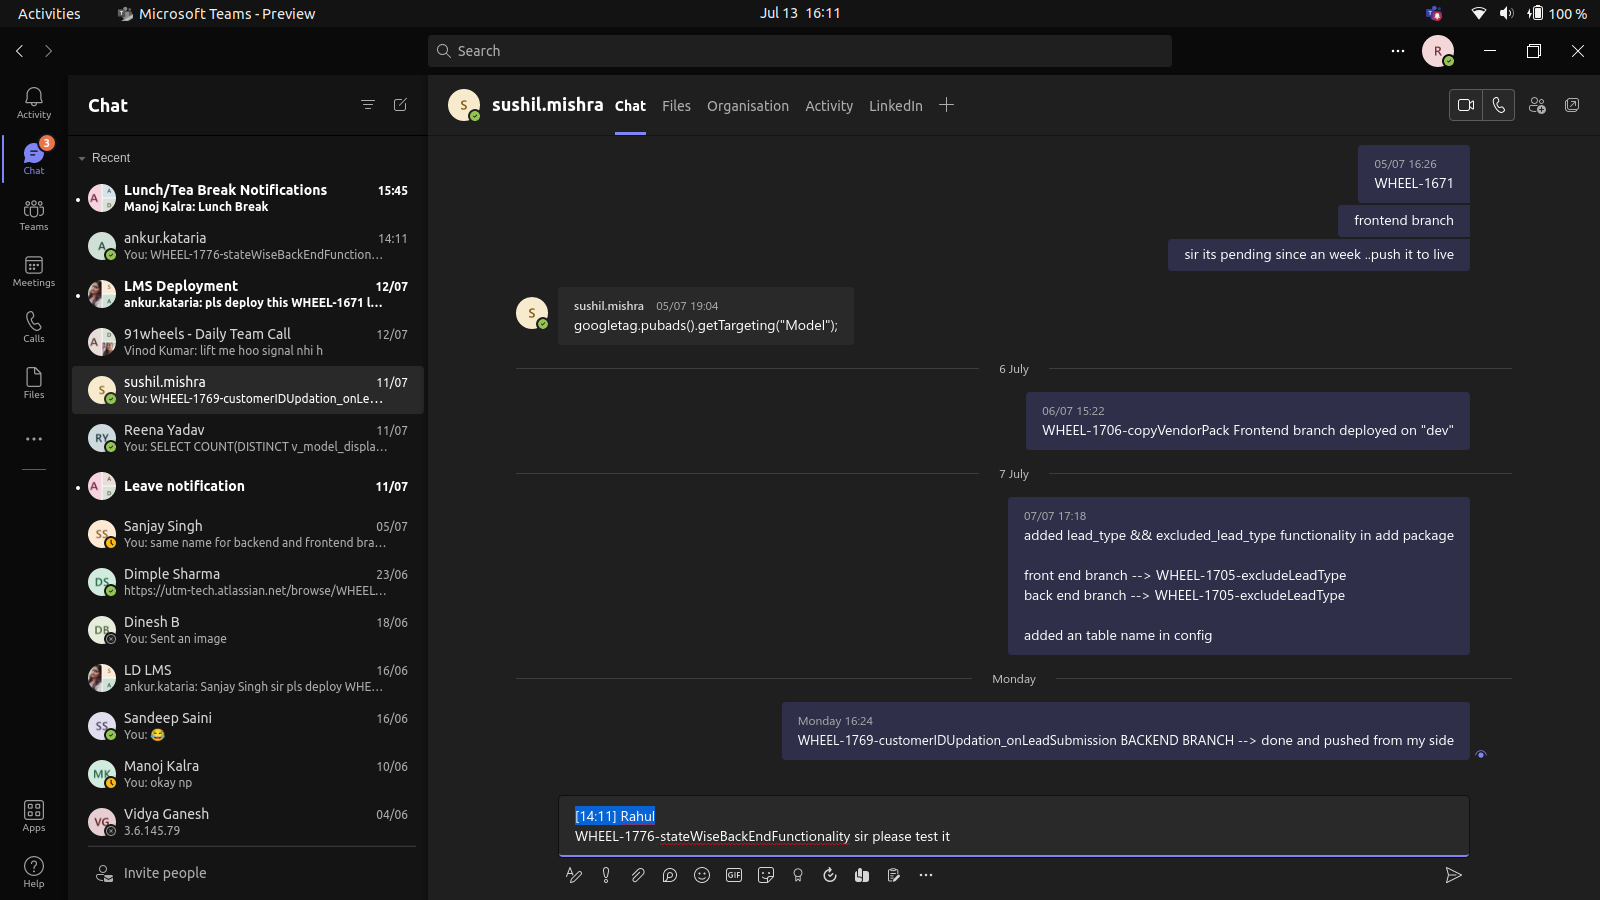 Activities
Microsoft Teams - Preview
Jul 13 16:11
100 %
Search
R
Activity
3
Chat
Teams
Meetings
Calls
Files
Apps
Help
Chat
Recent
Lunch/Tea Break Notifications 15:45
Manoj Kalra: Lunch Break
ankur.kataria 14:11
You: WHEEL-1776-stateWiseBackEndFunction...
LMS Deployment 12/07
ankur.kataria: pls deploy this WHEEL-1671 l...
91wheels - Daily Team Call 12/07
Vinod Kumar: lift me hoo signal nhi h
sushil.mishra 11/07
You: WHEEL-1769-customerIDUpdation_onLe...
Reena Yadav 11/07
You: SELECT COUNT(DISTINCT v_model_displa...
Leave notification 11/07
Sanjay Singh 05/07
You: same name for backend and frontend bra...
Dimple Sharma 23/06
https://utm-tech.atlassian.net/browse/WHEEL...
Dinesh B 18/06
You: Sent an image
LD LMS 16/06
ankur.kataria: Sanjay Singh sir pls deploy WHE...
Sandeep Saini 16/06
You: 😂
Manoj Kalra 10/06
You: okay np
Vidya Ganesh 04/06
3.6.145.79
Invite people
S sushil.mishra Chat Files Organisation Activity LinkedIn
05/07 16:26
WHEEL-1671
frontend branch
sir its pending since an week ..push it to live
S
sushil.mishra 05/07 19:04
googletag.pubads().getTargeting("Model");
6 July
06/07 15:22
WHEEL-1706-copyVendorPack Frontend branch deployed on "dev"
7 July
07/07 17:18
added lead_type && excluded_lead_type functionality in add package
front end branch --> WHEEL-1705-excludeLeadType
back end branch --> WHEEL-1705-excludeLeadType
added an table name in config
Monday
Monday 16:24
WHEEL-1769-customerIDUpdation_onLeadSubmission BACKEND BRANCH --> done and pushed from my side
[14:11] Rahul
WHEEL-1776-stateWiseBackEndFunctionality sir please test it
GIF